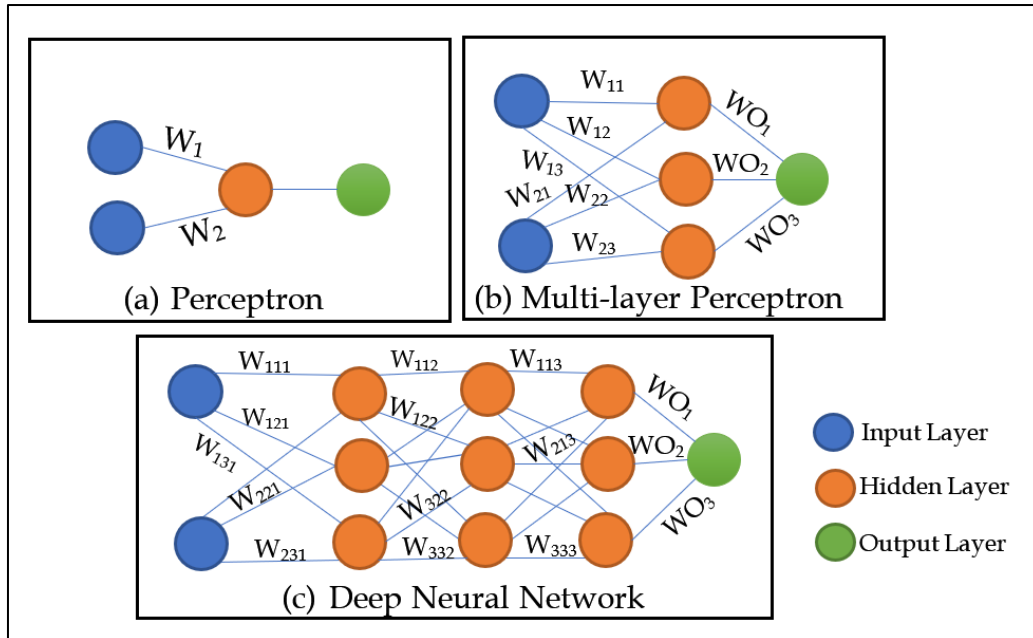 W₁
W₂
(a) Perceptron
W₁₁
W₁₂
W₁₃
W₂₁
W₂₂
W₂₃
WO₁
WO₂
WO₃
(b) Multi-layer Perceptron
W₁₁₁
W₁₁₂
W₁₁₃
W₁₂₁
W₁₂₂
W₁₃₁
W₂₁₃
W₂₂₁
W₃₂₂
W₂₃₁
W₃₃₂
W₃₃₃
WO₁
WO₂
WO₃
(c) Deep Neural Network
Input Layer
Hidden Layer
Output Layer